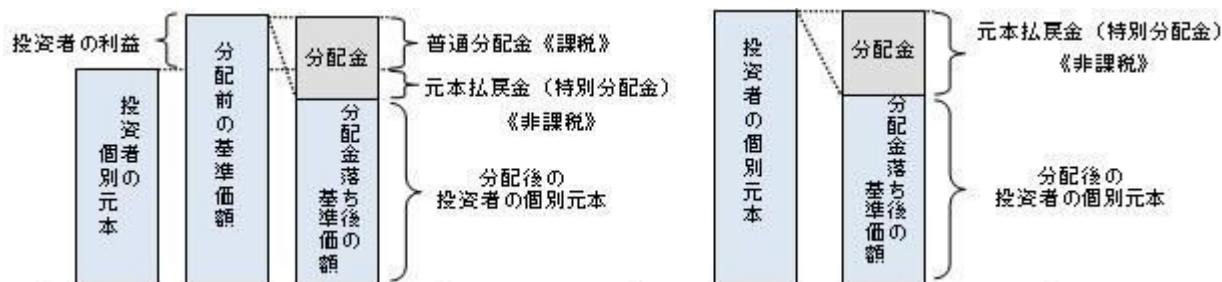 投資者の利益
投資者の
個別元本
分配前の基準価額
分配金
分配金落ち後の
基準価額
普通分配金《課税》
元本払戻金（特別分配金）
《非課税》
分配後の
投資者の個別元本
投資者の個別元本
分配金
分配金落ち後の
基準価額
元本払戻金（特別分配金）
《非課税》
分配後の
投資者の個別元本